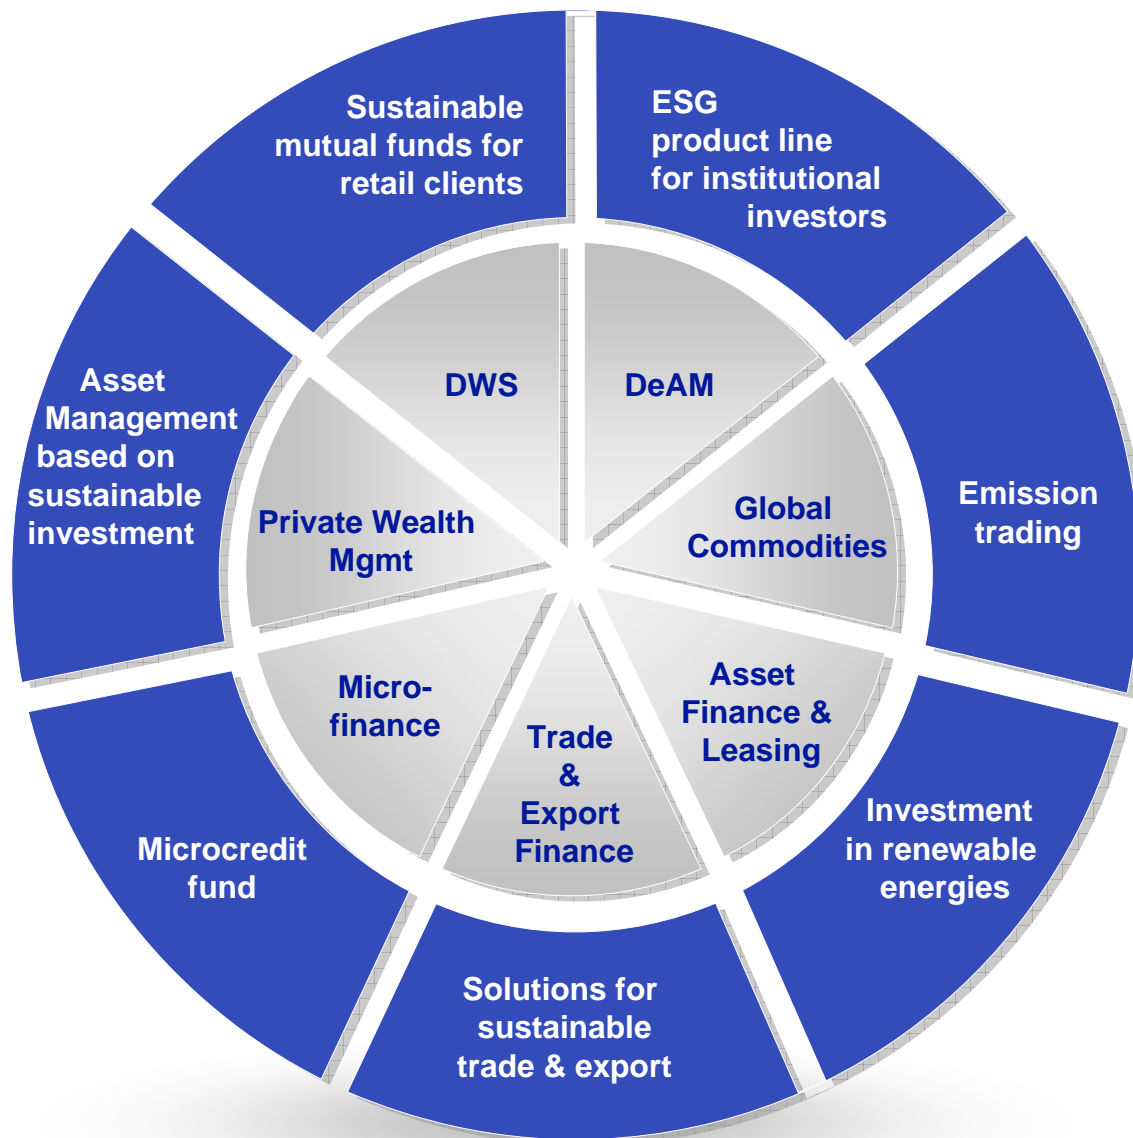 Sustainable
mutual funds for
retail clients
ESG
product line
for institutional
investors
Asset
Management
based on
sustainable
investment
DWS
DeAM
Emission
trading
Private Wealth
Mgmt
Global
Commodities
Micro-
finance
Trade
&
Export
Finance
Asset
Finance &
Leasing
Microcredit
fund
Investment
in renewable
energies
Solutions for
sustainable
trade & export